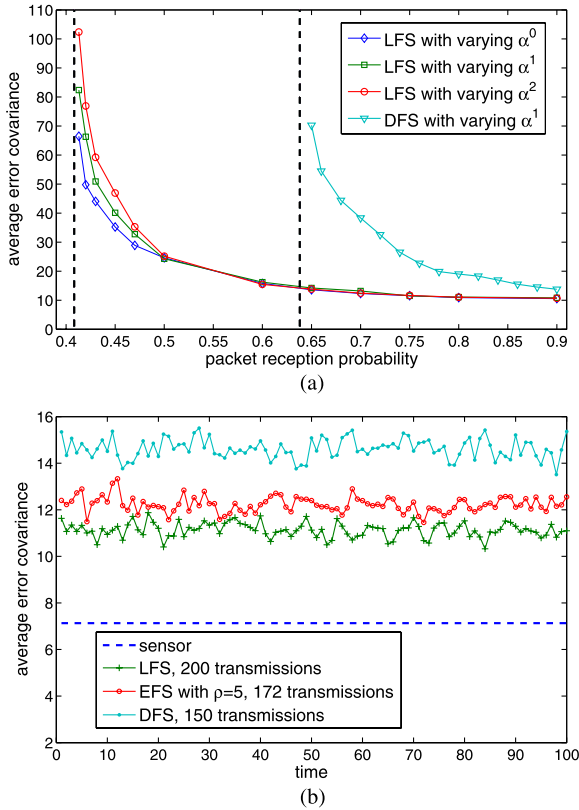 110
100
90
80
70
60
50
40
30
20
10
0
average error covariance
LFS with varying α⁰
LFS with varying α¹
LFS with varying α²
DFS with varying α¹
0.4 0.45 0.5 0.55 0.6 0.65 0.7 0.75 0.8 0.85 0.9
packet reception probability
(a)
16
14
12
10
8
6
4
2
average error covariance
sensor
LFS, 200 transmissions
EFS with ρ=5, 172 transmissions
DFS, 150 transmissions
0 10 20 30 40 50 60 70 80 90 100
time
(b)